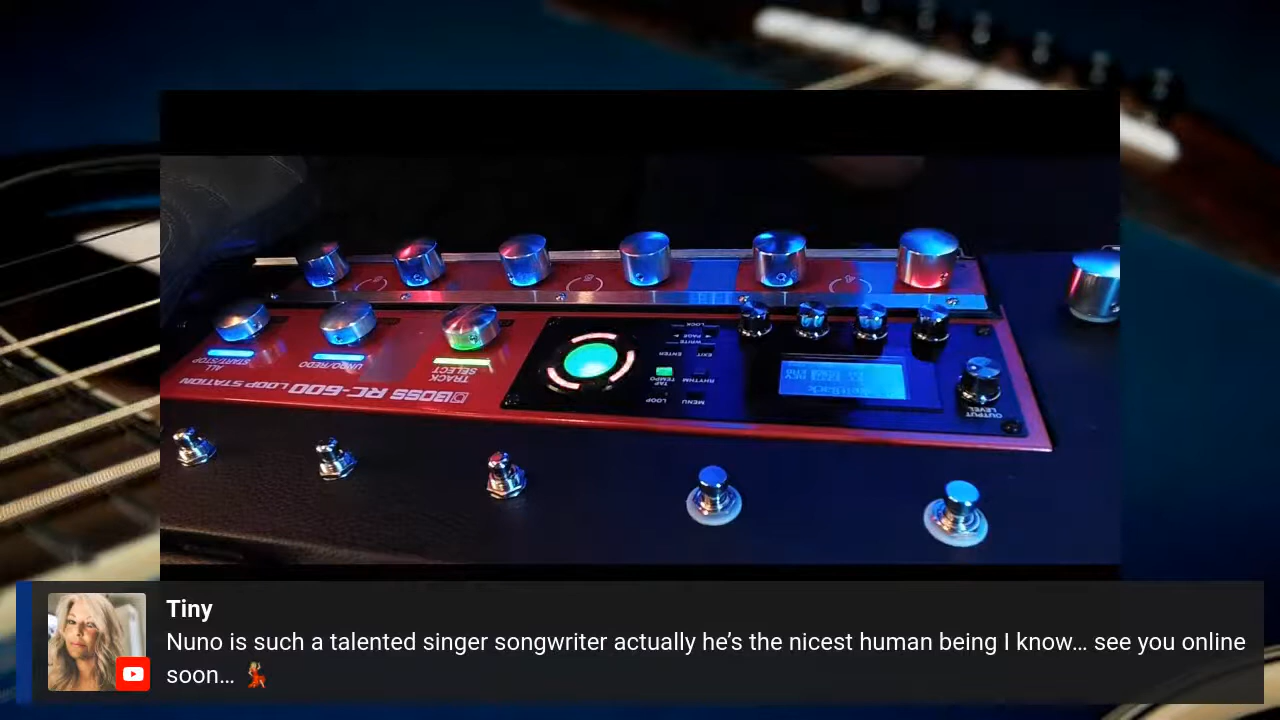 LOCK
PAGE
WRITE
EXIT
ENTER
ALL
START/STOP
UNDO/REDO
TRACK
SELECT
TAP
TEMPO
RHYTHM
LOOP
MENU
OUTPUT
LEVEL
BOSS RC-600 LOOP STATION
Tiny
Nuno is such a talented singer songwriter actually he’s the nicest human being I know… see you online
soon… 💃